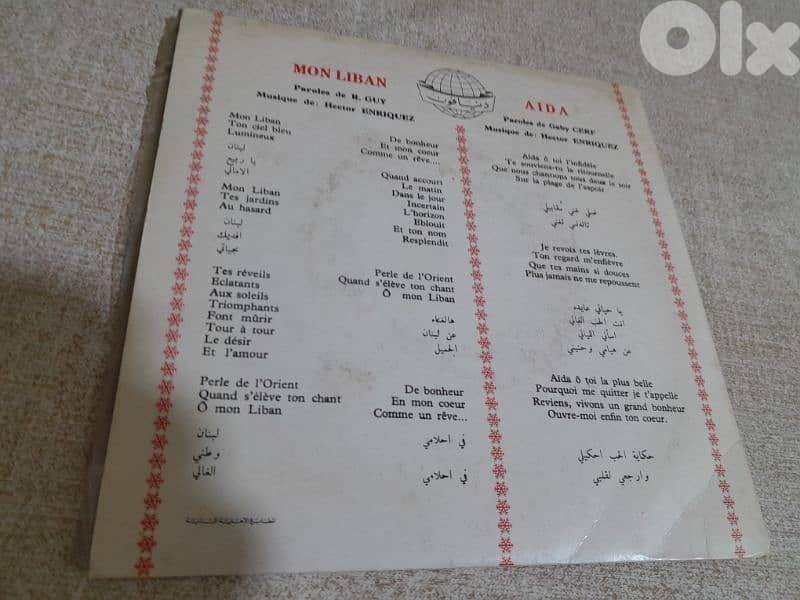 Olx
MON LIBAN
Paroles de R. GUY
Musique de: Hector ENRIQUEZ
Mon Liban
Ton ciel bleu
Lumineux
لبنان
يا ربيع
الاماني
Mon Liban
Tes jardins
Au hasard
لبنان
افديك
بحياتي
Tes réveils
Eclatants
Aux soleils
Triomphants
Font mûrir
Tour à tour
Le désir
Et l'amour
Perle de l'Orient
Quand s'élève ton chant
Ô mon Liban
لبنان
وطني
الغالي
De bonheur
Et mon coeur
Comme un rêve...
Quand accourt
Le matin
Dans le jour
Incertain
L'horizon
Eblouit
Et ton nom
Resplendit
Perle de l'Orient
Quand s'élève ton chant
Ô mon Liban
عن لبنان
الجميل
De bonheur
En mon coeur
Comme un rêve...
في احلامي
في احلامي
AIDA
Paroles de Gaby CERF
Musique de: Hector ENRIQUEZ
Aida ô toi l'infidèle
Te souviens-tu la ritournelle
Que nous chantions tous deux le soir
Sur la plage de l'espoir
Je revois tes lèvres,
Ton regard m'enfièvre
Que tes mains si douces
Plus jamais ne me repoussent
يا حياتي عايده
انت الحب الغالي
عن هيامي وحنيني
Aida ô toi la plus belle
Pourquoi me quitter je t'appelle
Reviens, vivons un grand bonheur
Ouvre-moi enfin ton coeur.
حكاية الحب احكيلي
وارجعي لقلبي